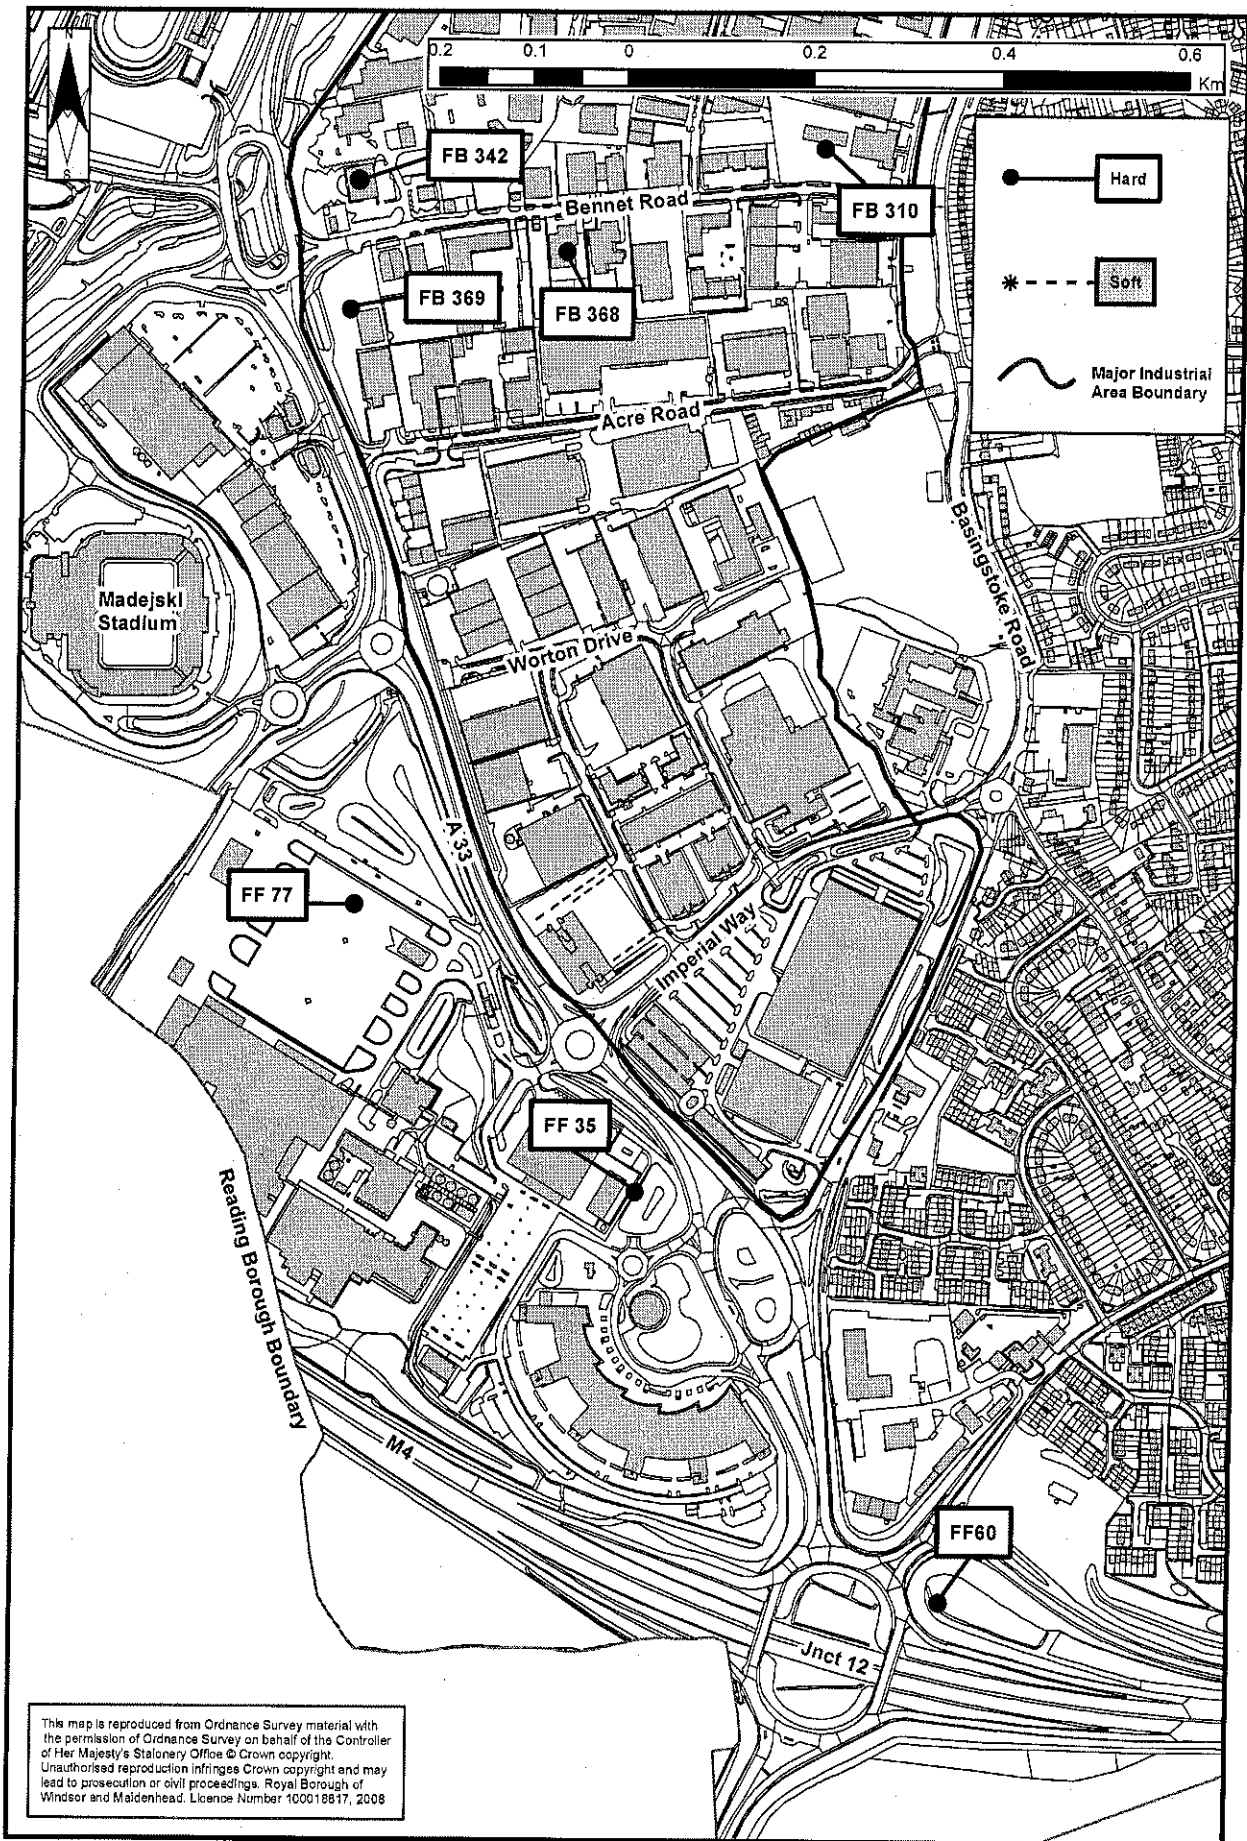 N
S
0.2 0.1 0 0.2 0.4 0.6
Km
Hard
Soft
Major Industrial
Area Boundary
FB 342
Bennet Road
FB 310
FB 369
FB 368
Acre Road
Basingstoke Road
Madejski
Stadium
Worton Drive
A 33
FF 77
Imperial Way
FF 35
Reading Borough Boundary
M4
FF60
Jnct 12
This map is reproduced from Ordnance Survey material with
the permission of Ordnance Survey on behalf of the Controller
of Her Majesty's Stationery Office © Crown copyright.
Unauthorised reproduction infringes Crown copyright and may
lead to prosecution or civil proceedings. Royal Borough of
Windsor and Maidenhead. Licence Number 100018817, 2008